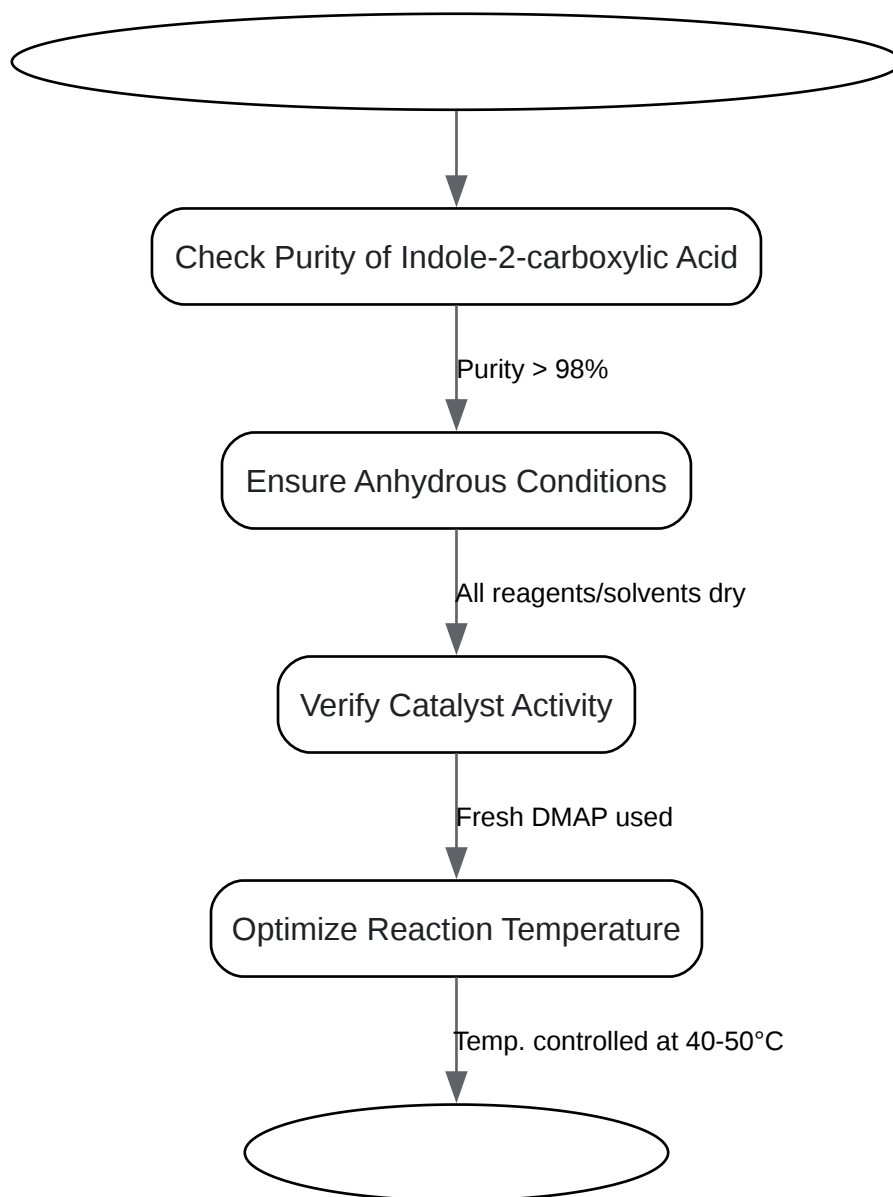 Check Purity of Indole-2-carboxylic Acid
Purity > 98%
Ensure Anhydrous Conditions
All reagents/solvents dry
Verify Catalyst Activity
Fresh DMAP used
Optimize Reaction Temperature
Temp. controlled at 40-50°C